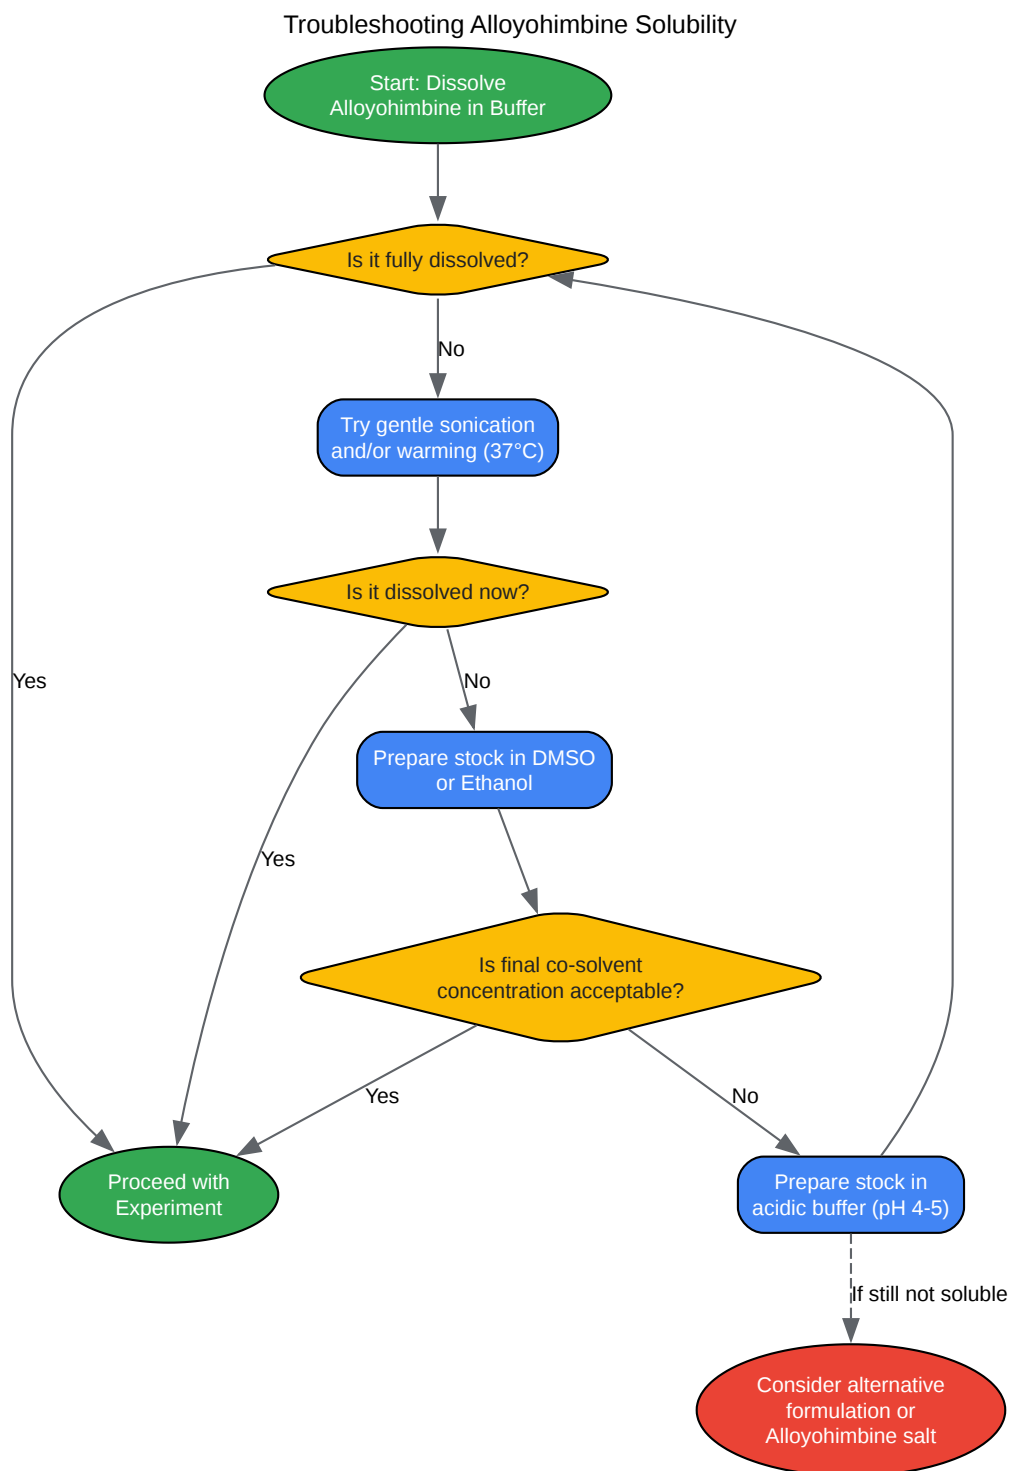 Troubleshooting Alloyohimbine Solubility
Start: Dissolve
Alloyohimbine in Buffer
Is it fully dissolved?
No
Try gentle sonication
and/or warming (37°C)
Is it dissolved now?
Yes
No
Prepare stock in DMSO
or Ethanol
Yes
Is final co-solvent
concentration acceptable?
Yes
No
Proceed with
Experiment
Prepare stock in
acidic buffer (pH 4-5)
If still not soluble
Consider alternative
formulation or
Alloyohimbine salt